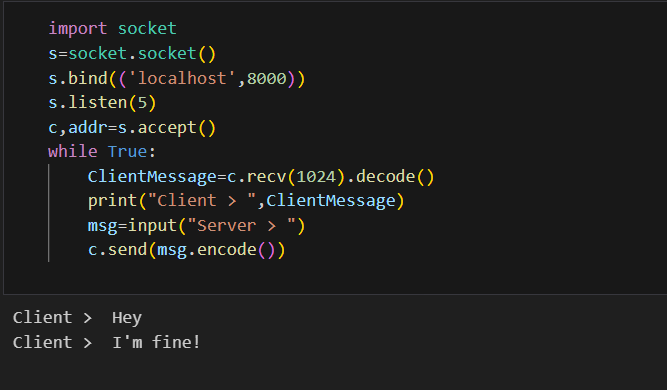 import socket
s=socket.socket()
s.bind(('localhost',8000))
s.listen(5)
c,addr=s.accept()
while True:
    ClientMessage=c.recv(1024).decode()
    print("Client > ",ClientMessage)
    msg=input("Server > ")
    c.send(msg.encode())
Client >  Hey
Client >  I'm fine!